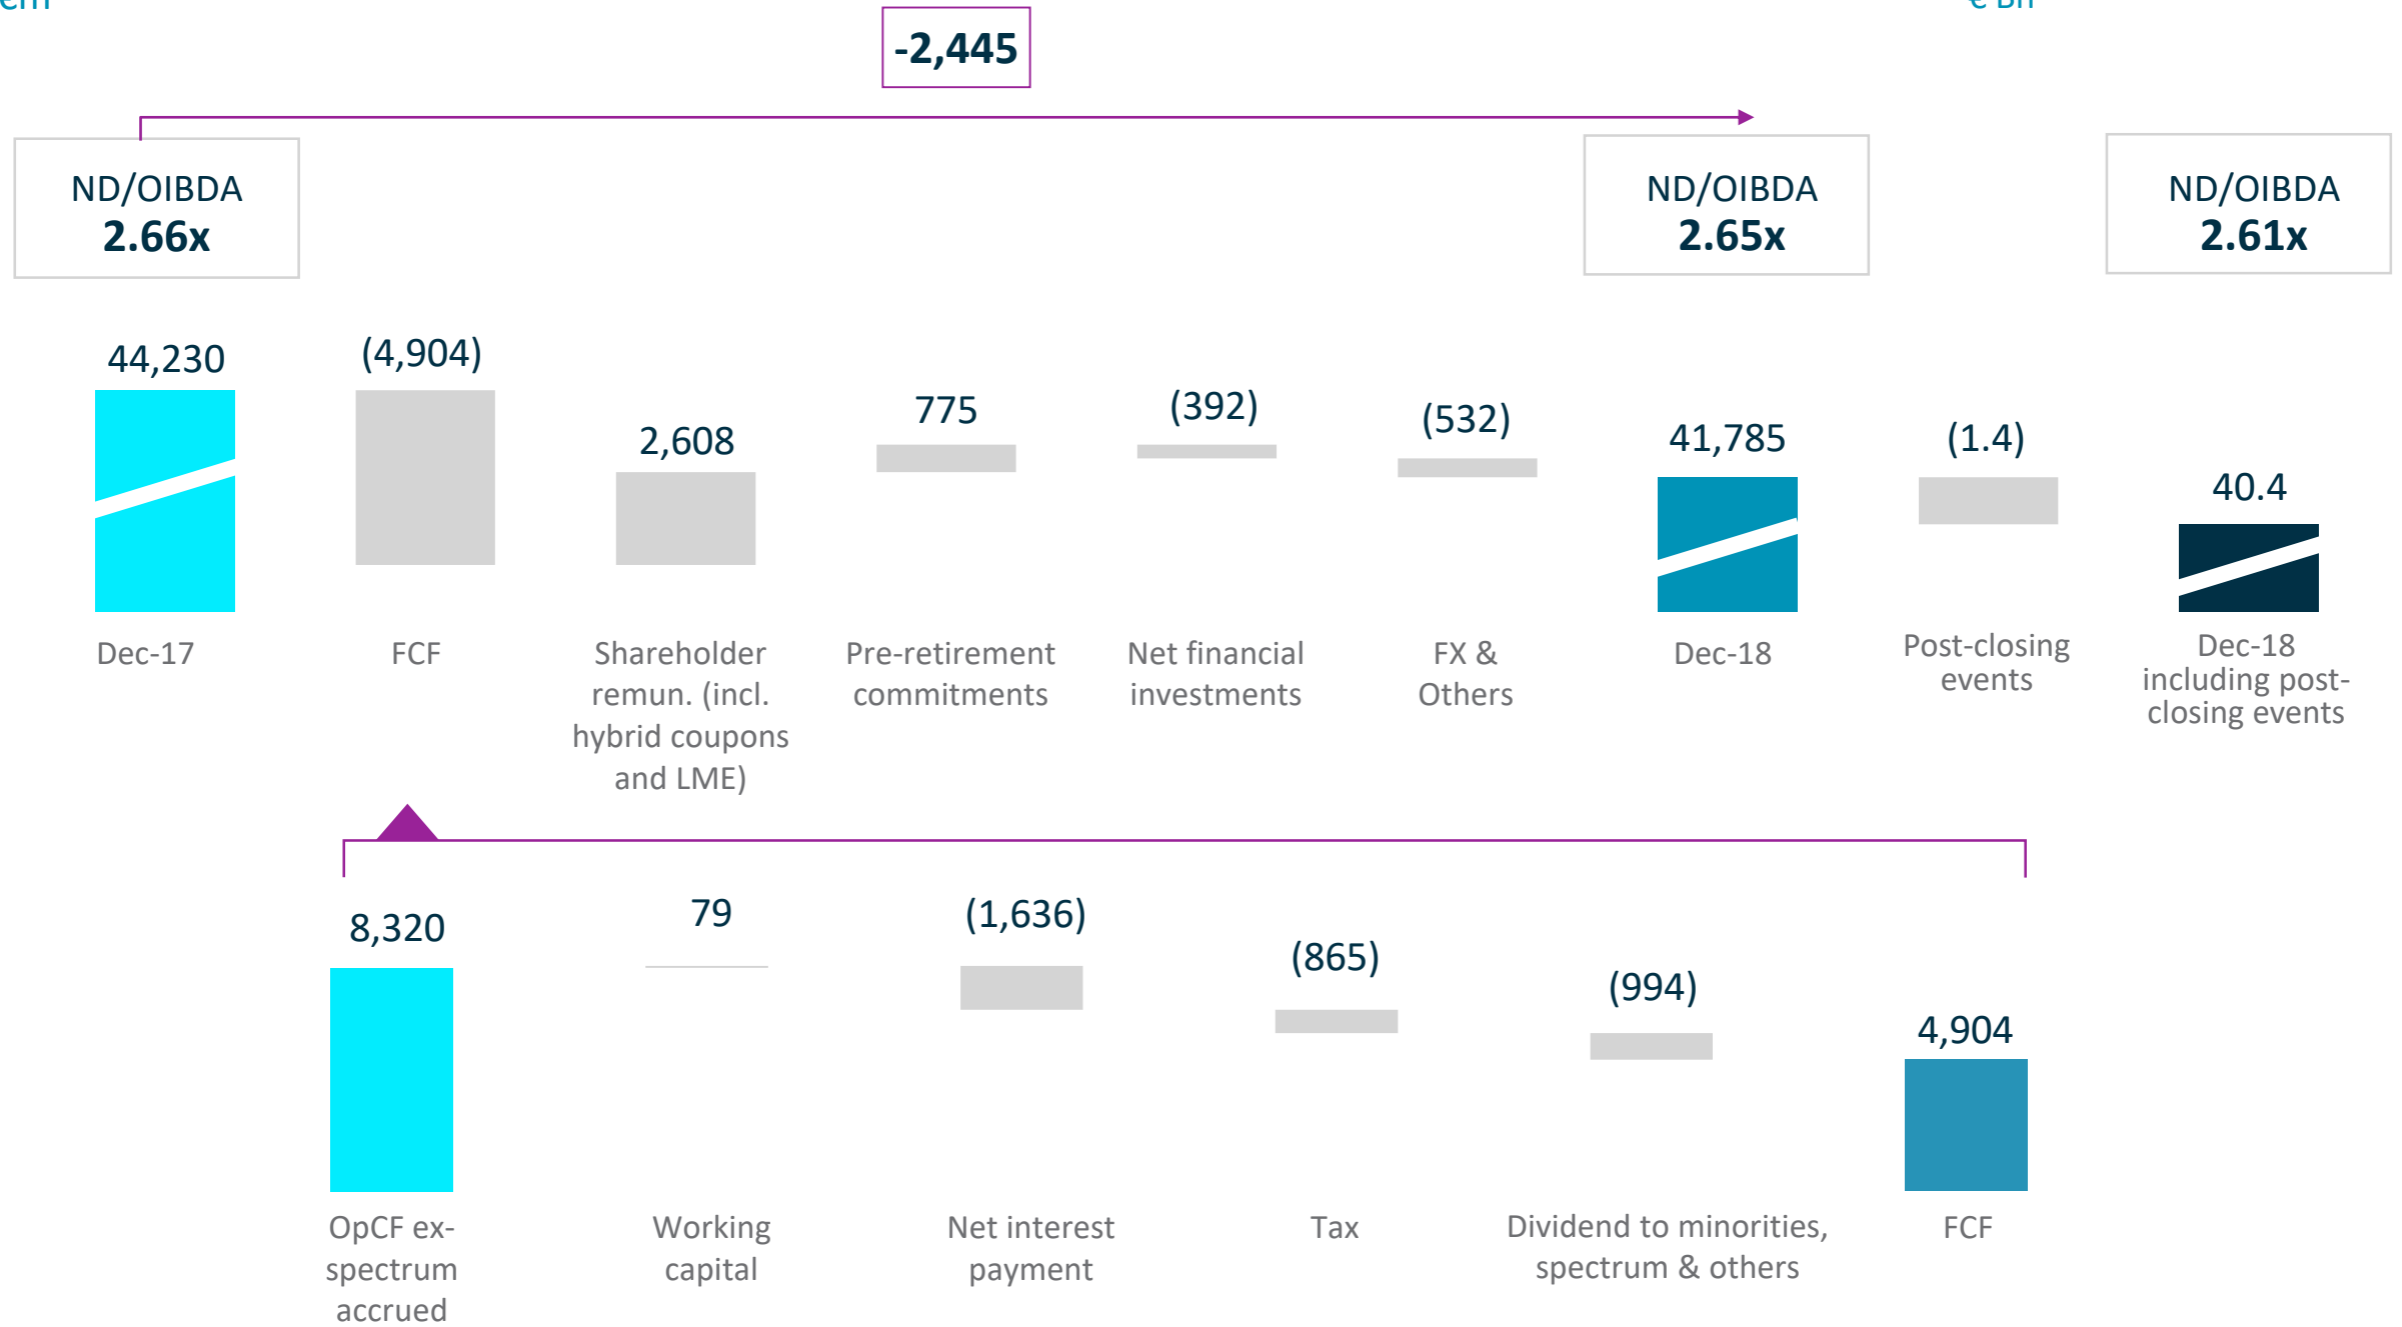 €m
€ Bn
-2,445
ND/OIBDA
2.66x
ND/OIBDA
2.65x
ND/OIBDA
2.61x
44,230
(4,904)
2,608
775
(392)
(532)
41,785
(1.4)
40.4
Dec-17
FCF
Shareholder
remun. (incl.
hybrid coupons
and LME)
Pre-retirement
commitments
Net financial
investments
FX &
Others
Dec-18
Post-closing
events
Dec-18
including post-
closing events
8,320
79
(1,636)
(865)
(994)
4,904
OpCF ex-
spectrum
accrued
Working
capital
Net interest
payment
Tax
Dividend to minorities,
spectrum & others
FCF